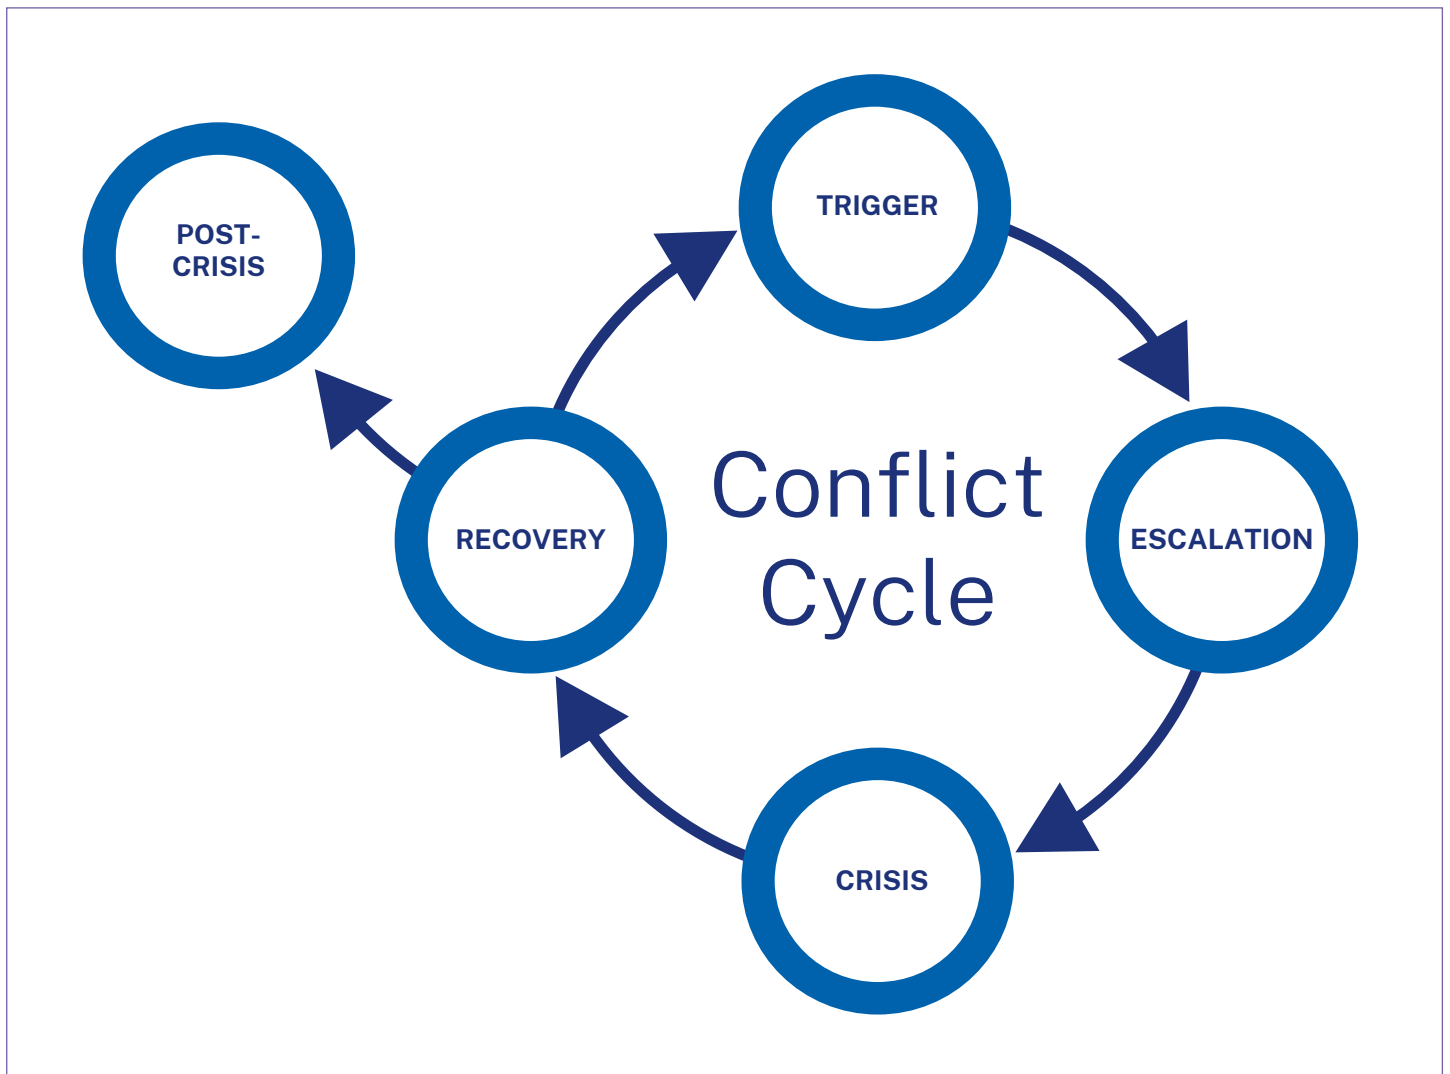 TRIGGER
POST-
CRISIS
Conflict
Cycle
RECOVERY
ESCALATION
CRISIS